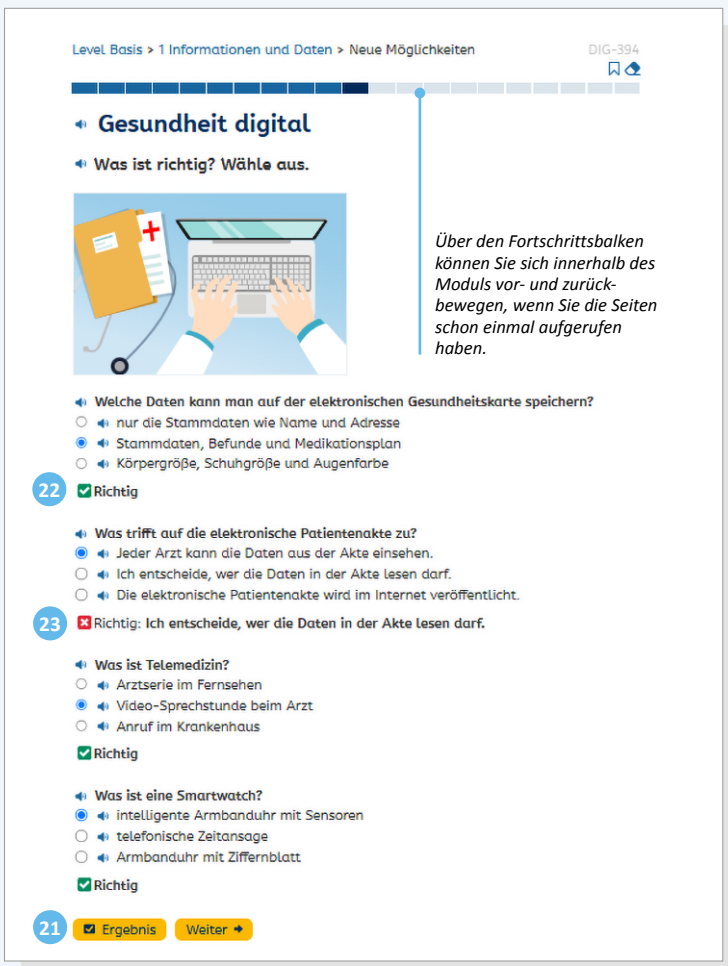 Level Basis > 1 Informationen und Daten > Neue Möglichkeiten
DIG-394
Gesundheit digital
Was ist richtig? Wähle aus.
Über den Fortschrittsbalken
können Sie sich innerhalb des
Moduls vor- und zurück-
bewegen, wenn Sie die Seiten
schon einmal aufgerufen
haben.
Welche Daten kann man auf der elektronischen Gesundheitskarte speichern?
nur die Stammdaten wie Name und Adresse
Stammdaten, Befunde und Medikationsplan
Körpergröße, Schuhgröße und Augenfarbe
22 Richtig
Was trifft auf die elektronische Patientenakte zu?
Jeder Arzt kann die Daten aus der Akte einsehen.
Ich entscheide, wer die Daten in der Akte lesen darf.
Die elektronische Patientenakte wird im Internet veröffentlicht.
23 Richtig: Ich entscheide, wer die Daten in der Akte lesen darf.
Was ist Telemedizin?
Arztserie im Fernsehen
Video-Sprechstunde beim Arzt
Anruf im Krankenhaus
Richtig
Was ist eine Smartwatch?
intelligente Armbanduhr mit Sensoren
telefonische Zeitansage
Armbanduhr mit Ziffernblatt
Richtig
21 Ergebnis Weiter